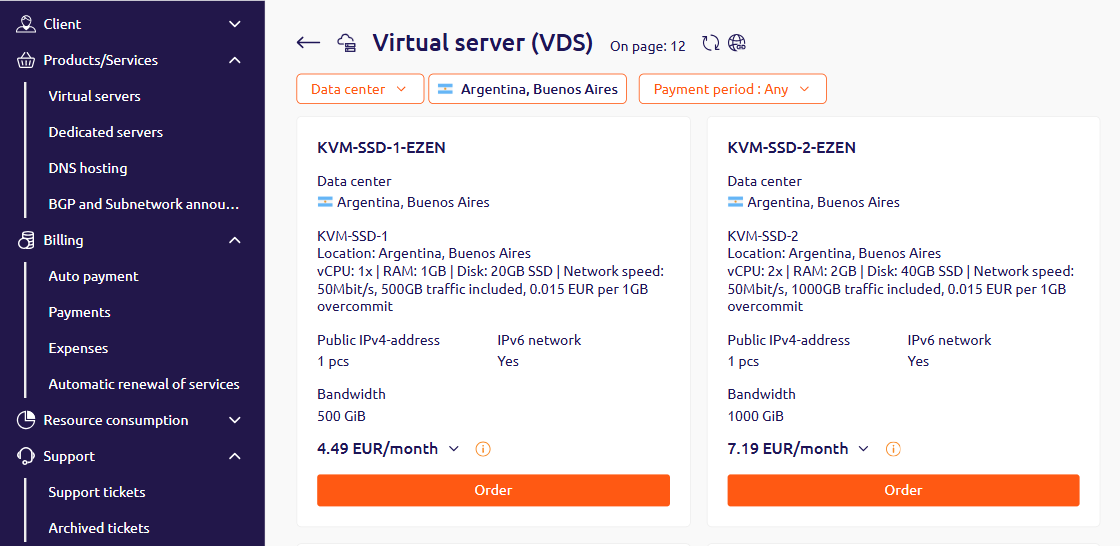 Client
Products/Services
Virtual servers
Dedicated servers
DNS hosting
BGP and Subnetwork annou...
Billing
Auto payment
Payments
Expenses
Automatic renewal of services
Resource consumption
Support
Support tickets
Archived tickets
Virtual server (VDS) On page: 12
Data center
Argentina, Buenos Aires
Payment period : Any
KVM-SSD-1-EZEN
Data center
Argentina, Buenos Aires
KVM-SSD-1
Location: Argentina, Buenos Aires
vCPU: 1x | RAM: 1GB | Disk: 20GB SSD | Network speed:
50Mbit/s, 500GB traffic included, 0.015 EUR per 1GB
overcommit
Public IPv4-address IPv6 network
1 pcs Yes
Bandwidth
500 GiB
4.49 EUR/month
Order
KVM-SSD-2-EZEN
Data center
Argentina, Buenos Aires
KVM-SSD-2
Location: Argentina, Buenos Aires
vCPU: 2x | RAM: 2GB | Disk: 40GB SSD | Network speed:
50Mbit/s, 1000GB traffic included, 0.015 EUR per 1GB
overcommit
Public IPv4-address IPv6 network
1 pcs Yes
Bandwidth
1000 GiB
7.19 EUR/month
Order